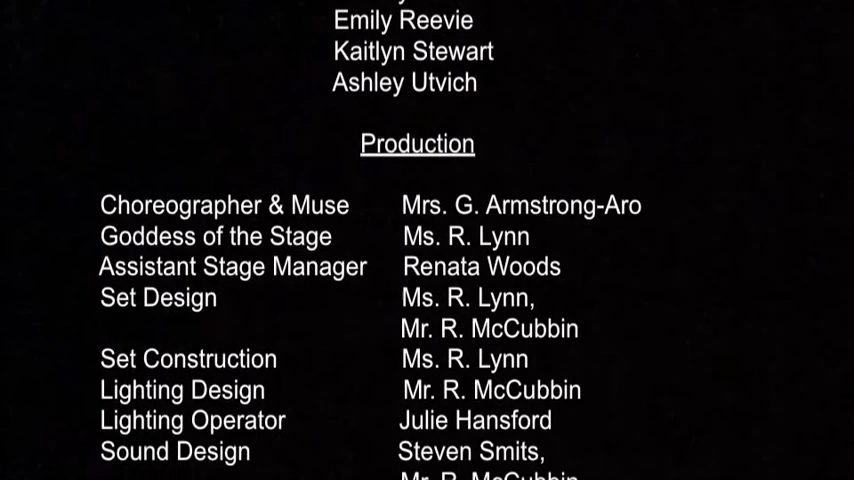 Emily Reevie
Kaitlyn Stewart
Ashley Utvich
Production
Choreographer & Muse Mrs. G. Armstrong-Aro
Goddess of the Stage Ms. R. Lynn
Assistant Stage Manager Renata Woods
Set Design Ms. R. Lynn,
Mr. R. McCubbin
Set Construction Ms. R. Lynn
Lighting Design Mr. R. McCubbin
Lighting Operator Julie Hansford
Sound Design Steven Smits,
Mr. R. McCubbin